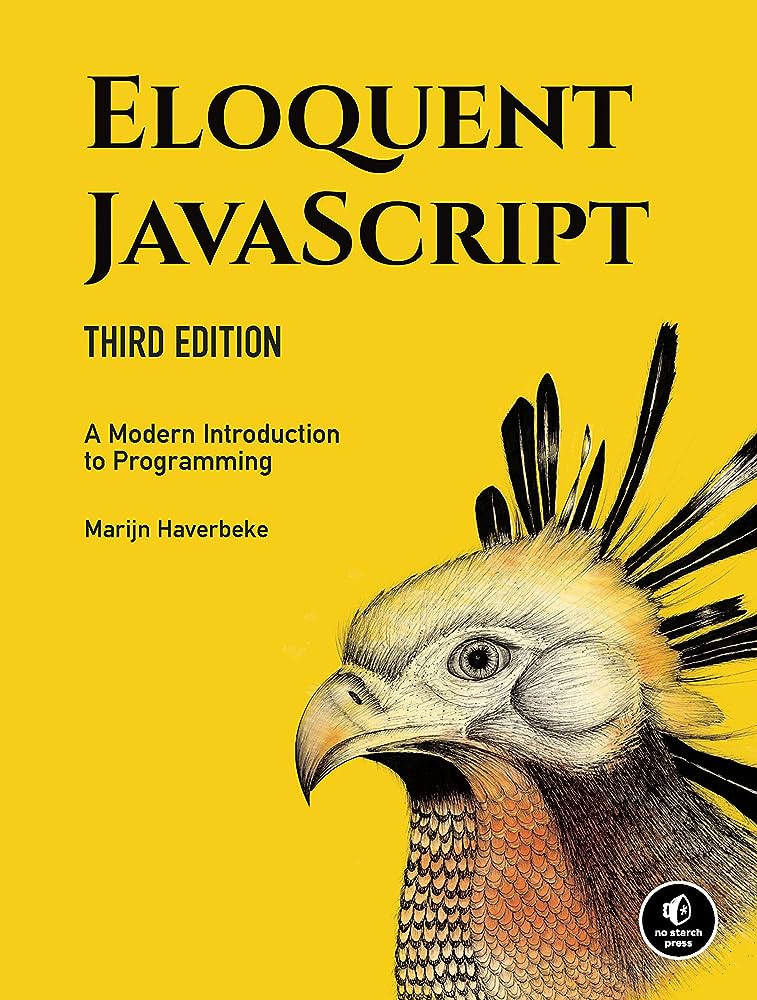 ELOQUENT
JAVASCRIPT
THIRD EDITION
A Modern Introduction
to Programming
Marijn Haverbeke
no starch
press